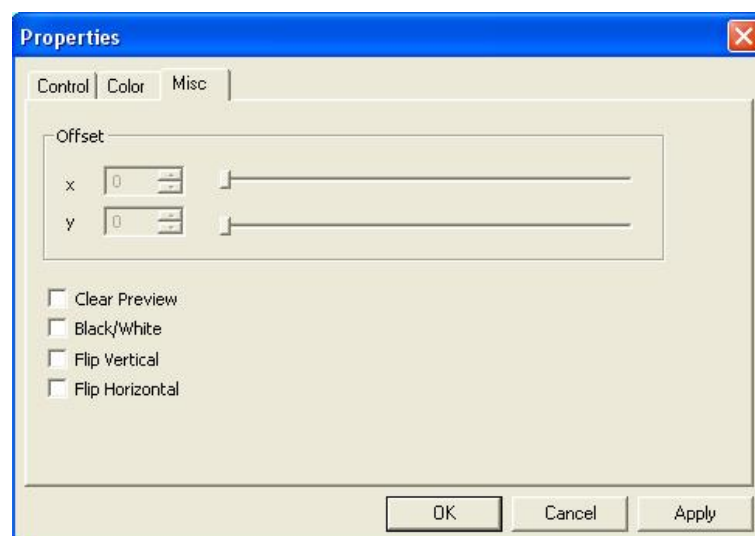 Properties
Control Color Misc
Offset
x 0
y 0
Clear Preview
Black/White
Flip Vertical
Flip Horizontal
OK Cancel Apply